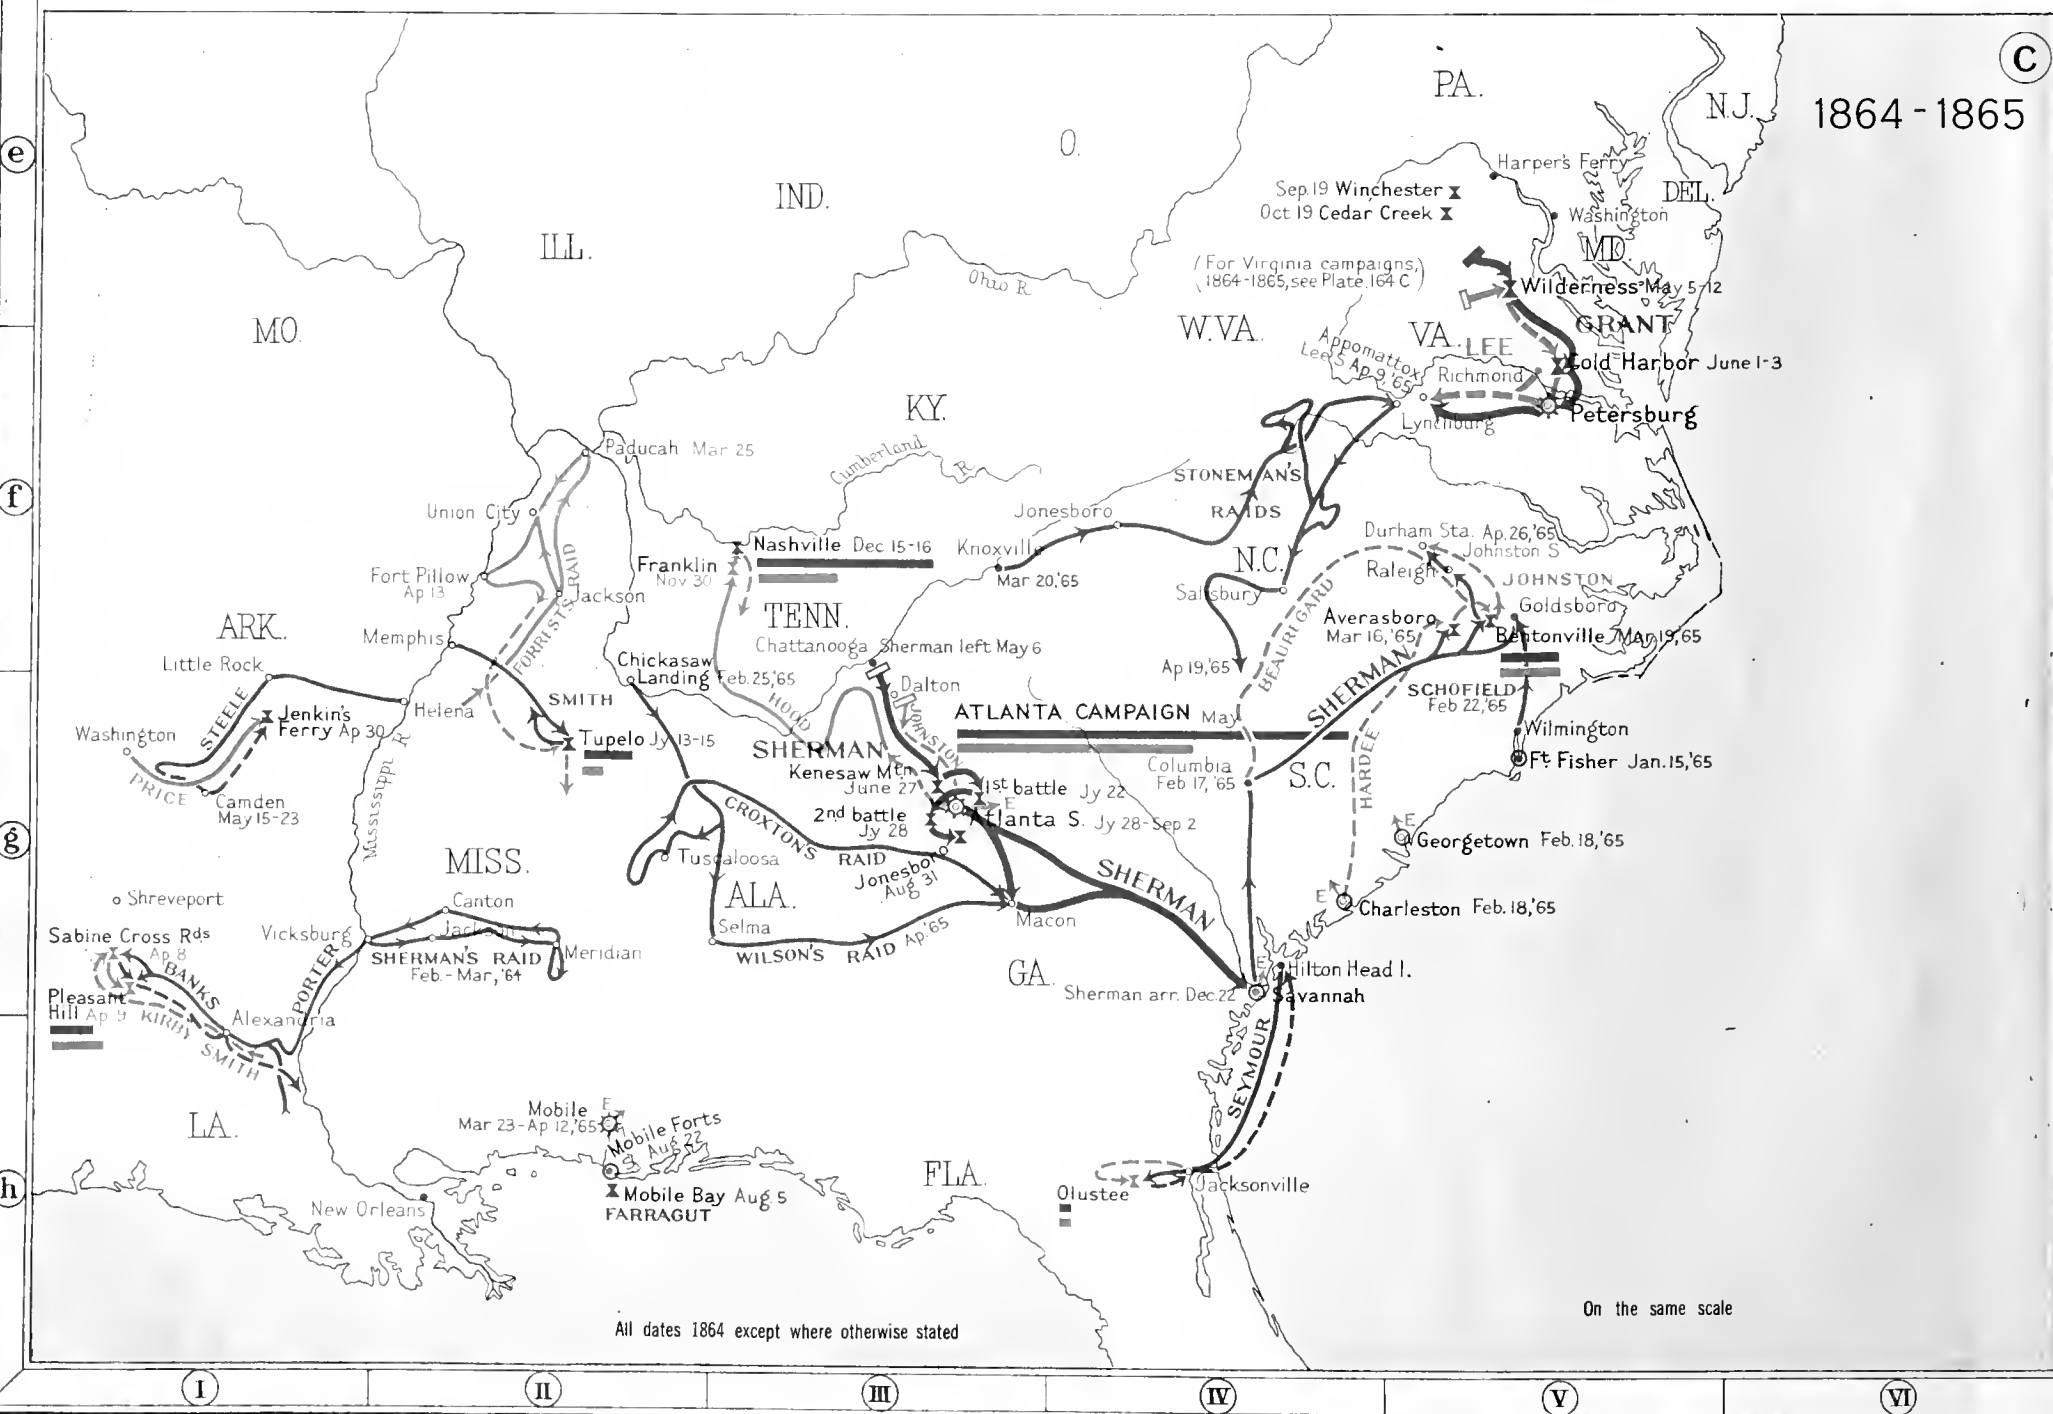 C
1864-1865
PA.
N.J.
O.
IND.
ILL.
MO.
e
Harper's Ferry
Sep. 19 Winchester
Oct 19 Cedar Creek
DEL.
Washington
MD.
(For Virginia campaigns,
1864-1865, see Plate 164 C)
Ohio R
Wilderness May 5-12
W.VA.
VA.
GRANT
LEE
Appomattox
Lee S Ap 9,'65
Cold Harbor June 1-3
Richmond
Petersburg
Lynchburg
KY.
Cumberland R.
Paducah Mar 25
f
Union City
STONEMAN'S
RAIDS
Jonesboro
Durham Sta. Ap. 26,'65
Johnston S
Nashville Dec 15-16
Knoxville
Mar 20,'65
N.C.
Raleigh
JOHNSTON
Franklin
Nov 30
Fort Pillow
Ap 13
Jackson
FORREST'S RAID
Salisbury
BEAUREGARD
Goldsboro
Averasboro
Mar 16,'65
Bentonville Mar 19,'65
ARK.
TENN.
Memphis
Chattanooga
Sherman left May 6
Little Rock
Chickasaw
Landing Feb. 25,'65
Ap 19,'65
SHERMAN
SCHOFIELD
Feb 22,'65
Dalton
SMITH
STEELE
Helena
Jenkin's
Ferry Ap 30
Washington
HOOD
JOHNSTON
ATLANTA CAMPAIGN May
Wilmington
Tupelo Jy 13-15
SHERMAN
Ft Fisher Jan. 15,'65
PRICE
Camden
May 15-23
Mississippi R
Kenesaw Mtn
June 27
1st battle Jy 22
E
Columbia
Feb 17,'65
S.C.
HARDEE
g
CROXTON'S
RAID
2nd battle
Jy 28
Atlanta S. Jy 28-Sep 2
E
Georgetown Feb. 18,'65
Tuscaloosa
Jonesboro
Aug 31
MISS.
ALA.
SHERMAN
Shreveport
Canton
E
Charleston Feb. 18,'65
Macon
Selma
Vicksburg
Jackson
Meridian
Sabine Cross Rds
Ap 8
SHERMAN'S RAID
Feb.-Mar,'64
WILSON'S RAID Ap.'65
BANKS
PORTER
GA.
E
Hilton Head I.
Sherman arr. Dec. 22
Savannah
Pleasant
Hill Ap 9
KIRBY SMITH
Alexandria
SEYMOUR
LA.
Mobile
Mar 23-Ap 12,'65
E
Mobile Forts
S Aug 22
h
Mobile Bay Aug 5
FARRAGUT
FLA.
Olustee
Jacksonville
New Orleans
All dates 1864 except where otherwise stated
On the same scale
I
II
III
IV
V
VI